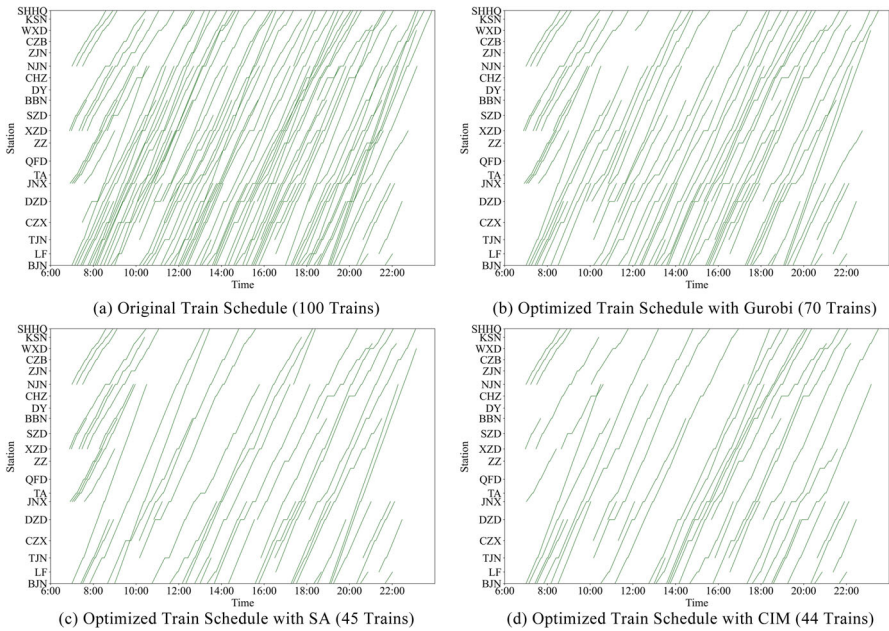 SHHQ
KSN
WXD
CZB
ZJN
NJN
CHZ
DY
BBN
SZD
XZD
ZZ
QFD
TA
JNX
DZD
CZX
TJN
LF
BJN
Station
6:00 8:00 10:00 12:00 14:00 16:00 18:00 20:00 22:00
Time
(a) Original Train Schedule (100 Trains)
SHHQ
KSN
WXD
CZB
ZJN
NJN
CHZ
DY
BBN
SZD
XZD
ZZ
QFD
TA
JNX
DZD
CZX
TJN
LF
BJN
Station
6:00 8:00 10:00 12:00 14:00 16:00 18:00 20:00 22:00
Time
(b) Optimized Train Schedule with Gurobi (70 Trains)
SHHQ
KSN
WXD
CZB
ZJN
NJN
CHZ
DY
BBN
SZD
XZD
ZZ
QFD
TA
JNX
DZD
CZX
TJN
LF
BJN
Station
6:00 8:00 10:00 12:00 14:00 16:00 18:00 20:00 22:00
Time
(c) Optimized Train Schedule with SA (45 Trains)
SHHQ
KSN
WXD
CZB
ZJN
NJN
CHZ
DY
BBN
SZD
XZD
ZZ
QFD
TA
JNX
DZD
CZX
TJN
LF
BJN
Station
6:00 8:00 10:00 12:00 14:00 16:00 18:00 20:00 22:00
Time
(d) Optimized Train Schedule with CIM (44 Trains)